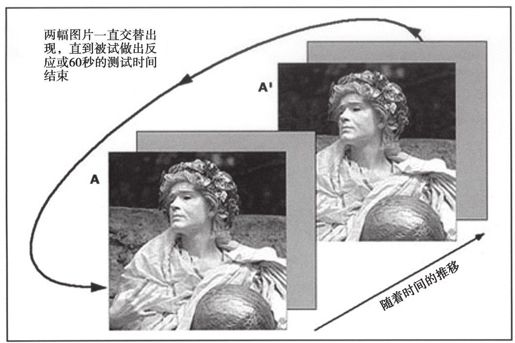 两幅图片一直交替出
现，直到被试做出反
应或60秒的测试时间
结束
A'
A
随着时间的推移